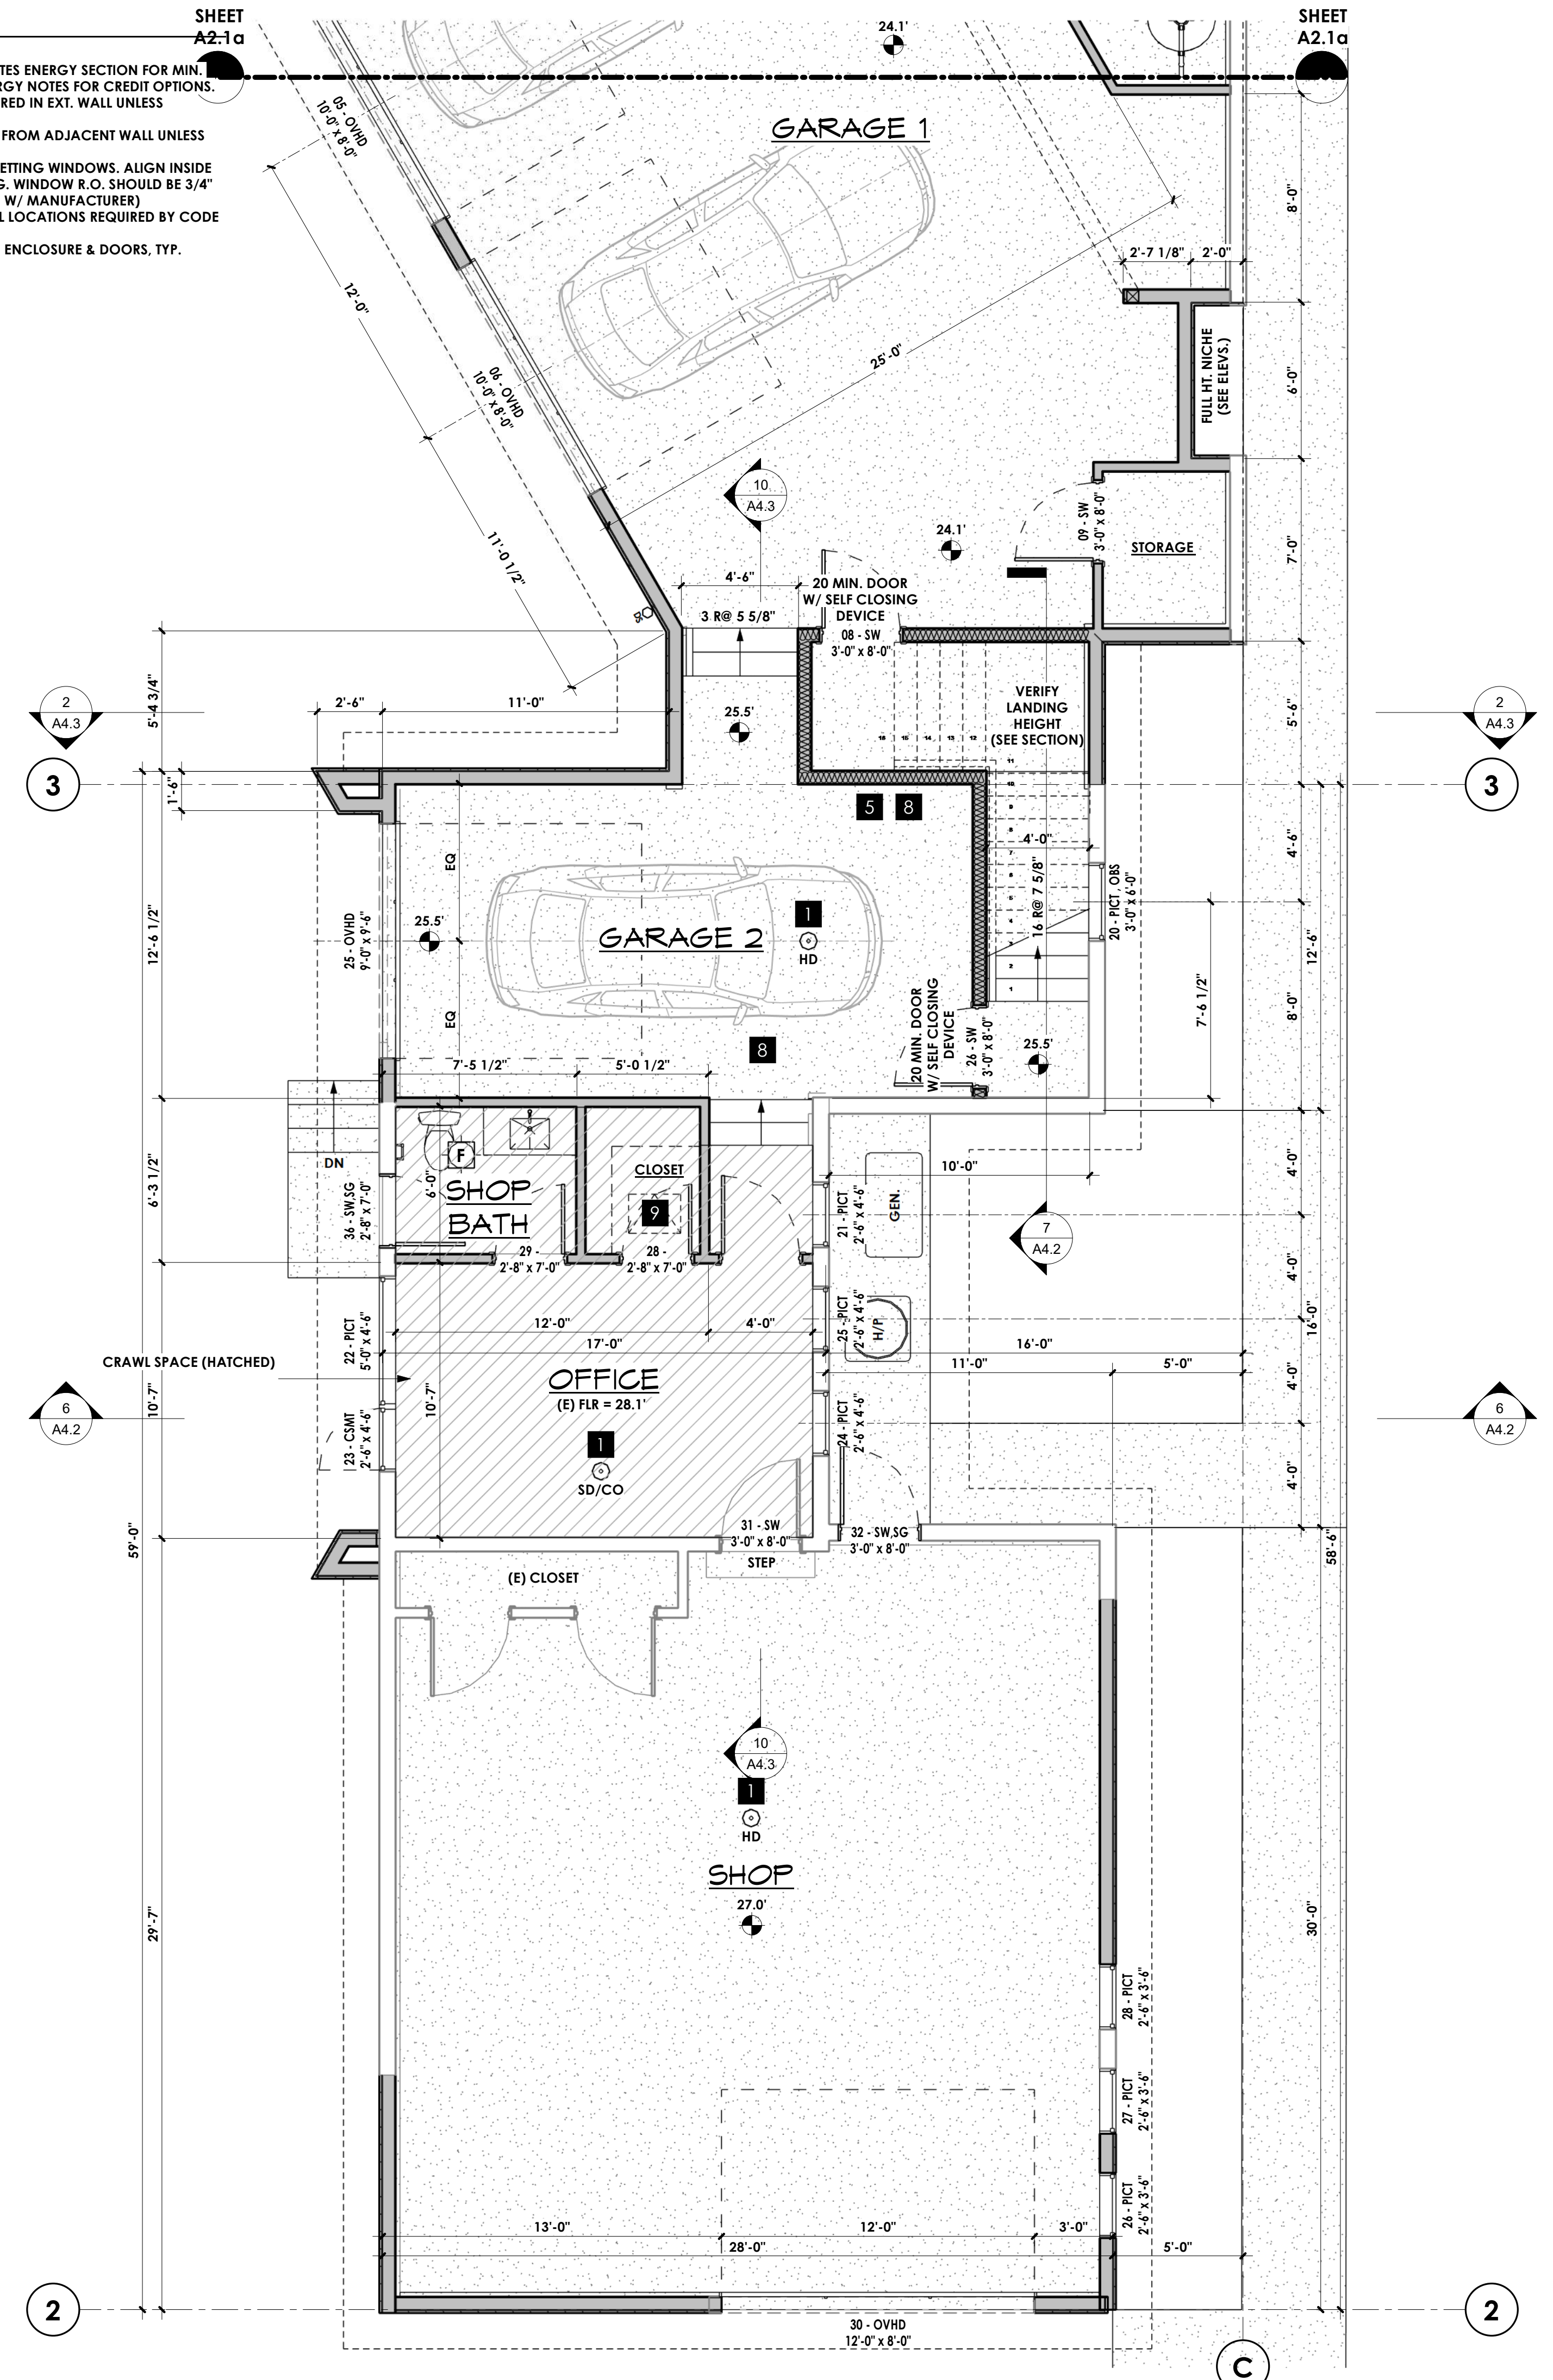 SHEET
A2.1a
SHEET
A2.1a
TES ENERGY SECTION FOR MIN.
RGY NOTES FOR CREDIT OPTIONS.
RED IN EXT. WALL UNLESS
FROM ADJACENT WALL UNLESS
ETTING WINDOWS. ALIGN INSIDE
G. WINDOW R.O. SHOULD BE 3/4"
W/ MANUFACTURER)
L LOCATIONS REQUIRED BY CODE
ENCLOSURE & DOORS, TYP.
24.1'
05 - OVHD
10'-0" x 8'-0"
GARAGE 1
8'-0"
2'-7 1/8"
2'-0"
12'-0"
25'-0"
06 - OVHD
10'-0" x 8'-0"
FULL HT. NICHE
(SEE ELEVS.)
6'-0"
10
A4.3
24.1'
09 - SW
3'-0" x 8'-0"
STORAGE
7'-0"
11'-0 1/2"
4'-6"
20 MIN. DOOR
W/ SELF CLOSING
DEVICE
3 R@ 5 5/8"
08 - SW
3'-0" x 8'-0"
5'-4 3/4"
2
A4.3
2'-6"
11'-0"
25.5'
VERIFY
LANDING
HEIGHT
(SEE SECTION)
16
15
14
13
12
11
10
9
8
7
6
5
4
3
2
1
5'-6"
2
A4.3
3
1'-6"
3
5
8
4'-0"
16 R@ 7 5/8"
20 - PICT , OBS
3'-0" x 6'-0"
4'-6"
EQ
12'-6 1/2"
25 - OVHD
9'-0" x 9'-6"
25.5'
GARAGE 2
1
HD
12'-6"
EQ
20 MIN. DOOR
W/ SELF CLOSING
DEVICE
26 - SW
3'-0" x 8'-0"
25.5'
7'-6 1/2"
8'-0"
8
7'-5 1/2"
5'-0 1/2"
DN
6'-3 1/2"
36 - SW,SG
2'-8" x 7'-0"
F
6'-0"
SHOP
BATH
CLOSET
9
29 -
2'-8" x 7'-0"
28 -
2'-8" x 7'-0"
21 - PICT
2'-6" x 4'-6"
GEN.
10'-0"
7
A4.2
4'-0"
4'-0"
16'-0"
22 - PICT
5'-0" x 4'-6"
12'-0"
4'-0"
17'-0"
25 - PICT
2'-6" x 4'-6"
H/P
16'-0"
11'-0"
5'-0"
CRAWL SPACE (HATCHED)
6
A4.2
10'-7"
23 - CSMT
2'-6" x 4'-6"
10'-7"
OFFICE
(E) FLR = 28.1'
1
SD/CO
24 - PICT
2'-6" x 4'-6"
4'-0"
6
A4.2
4'-0"
59'-0"
31 - SW
3'-0" x 8'-0"
STEP
32 - SW,SG
3'-0" x 8'-0"
58'-6"
(E) CLOSET
10
A4.3
1
HD
SHOP
27.0'
29'-7"
30'-0"
28 - PICT
2'-6" x 3'-6"
27 - PICT
2'-6" x 3'-6"
26 - PICT
2'-6" x 3'-6"
13'-0"
12'-0"
3'-0"
28'-0"
5'-0"
2
30 - OVHD
12'-0" x 8'-0"
2
C